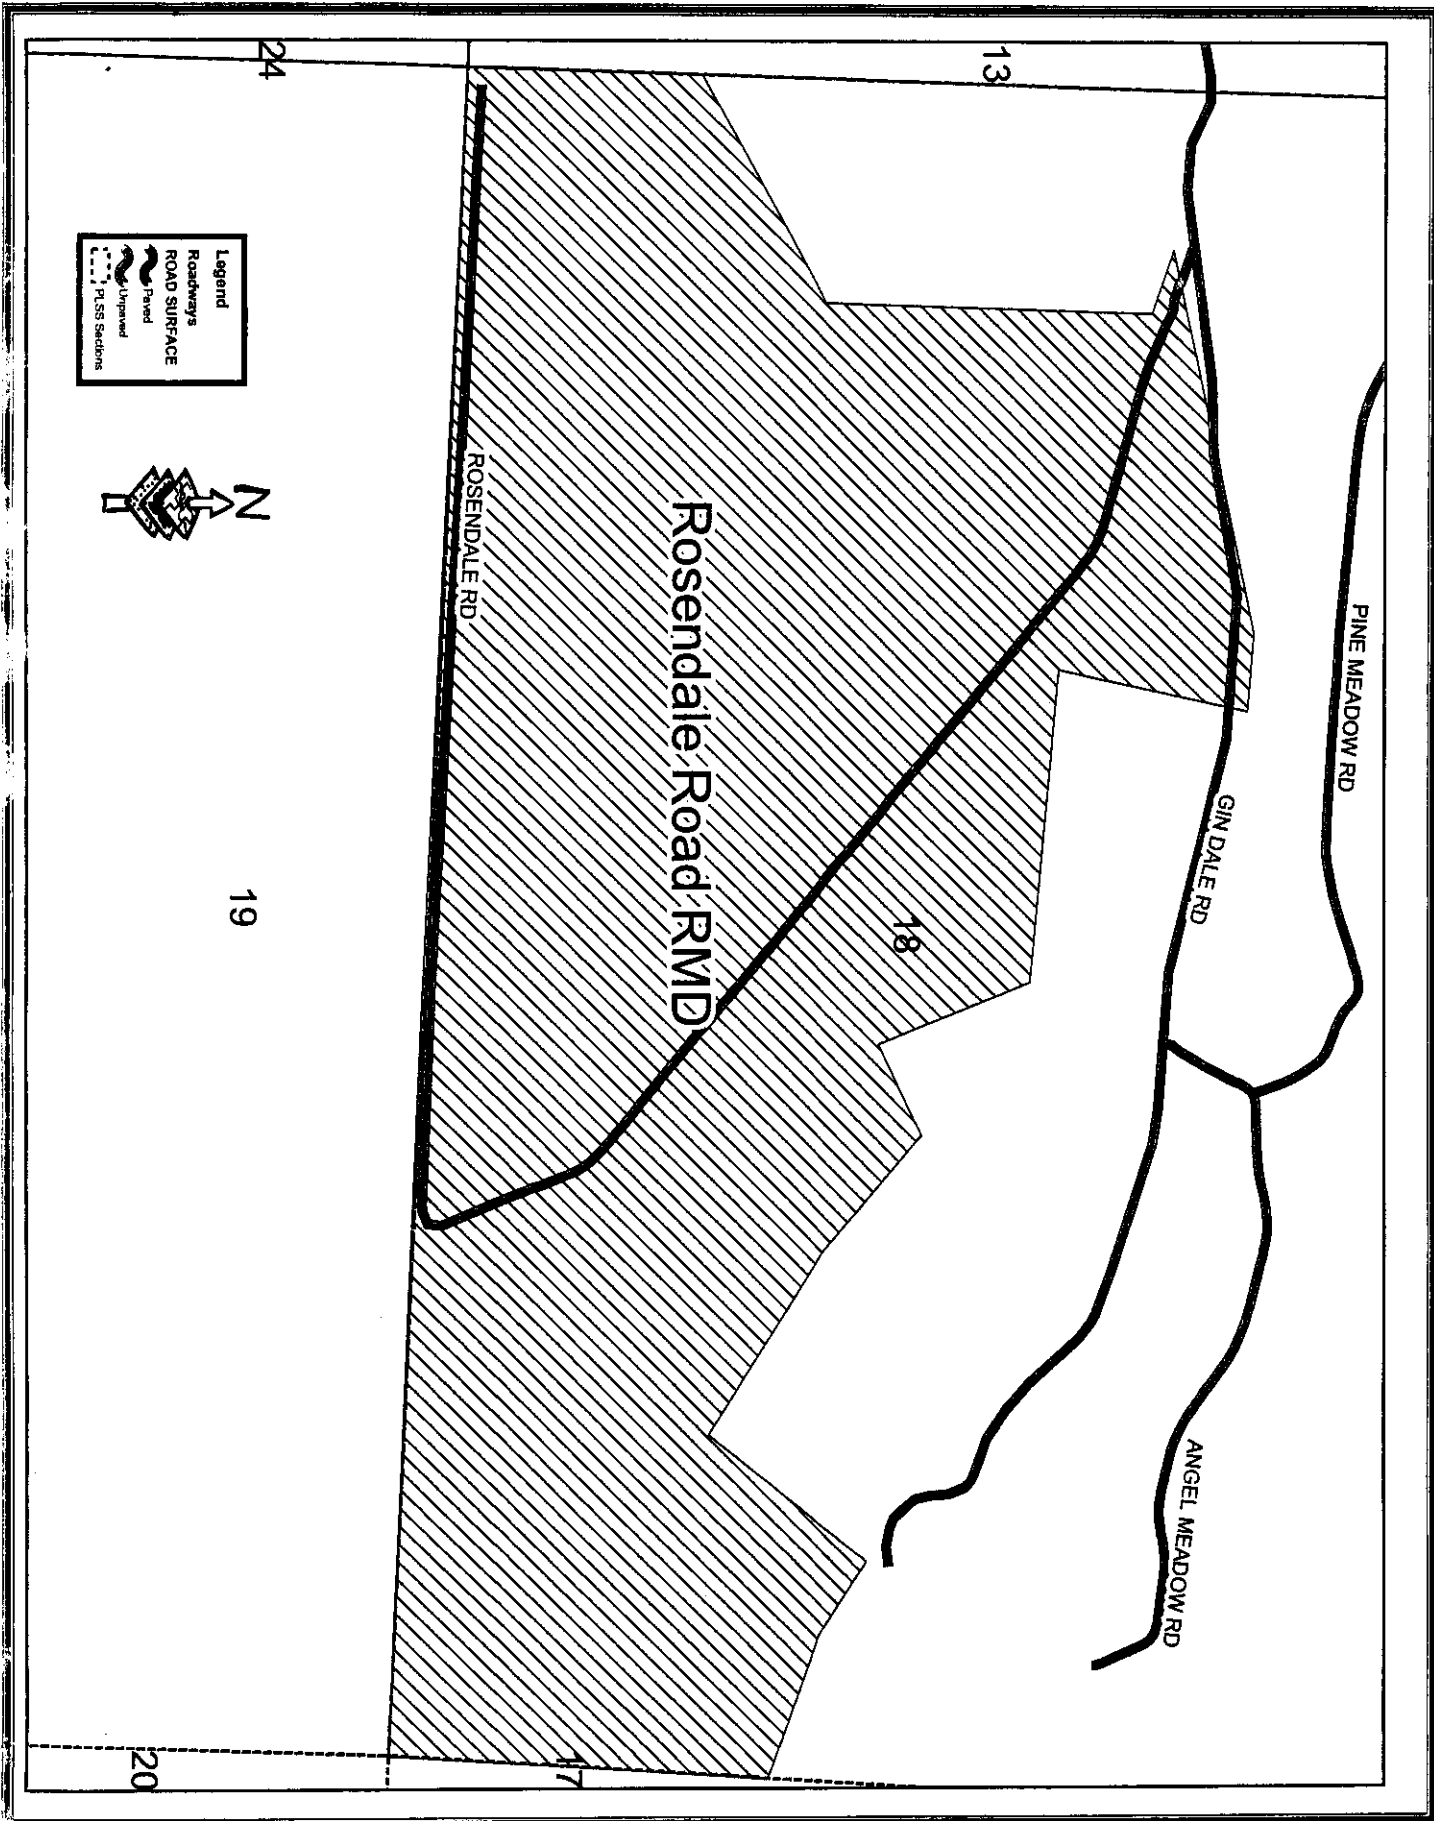 PINE MEADOW RD
13
GIN DALE RD
ANGEL MEADOW RD
18
Rosendale Road RMD
17
ROSENDALE RD
24
19
20
N
Legend
Roadways
ROAD SURFACE
Paved
Unpaved
PLSS Sections